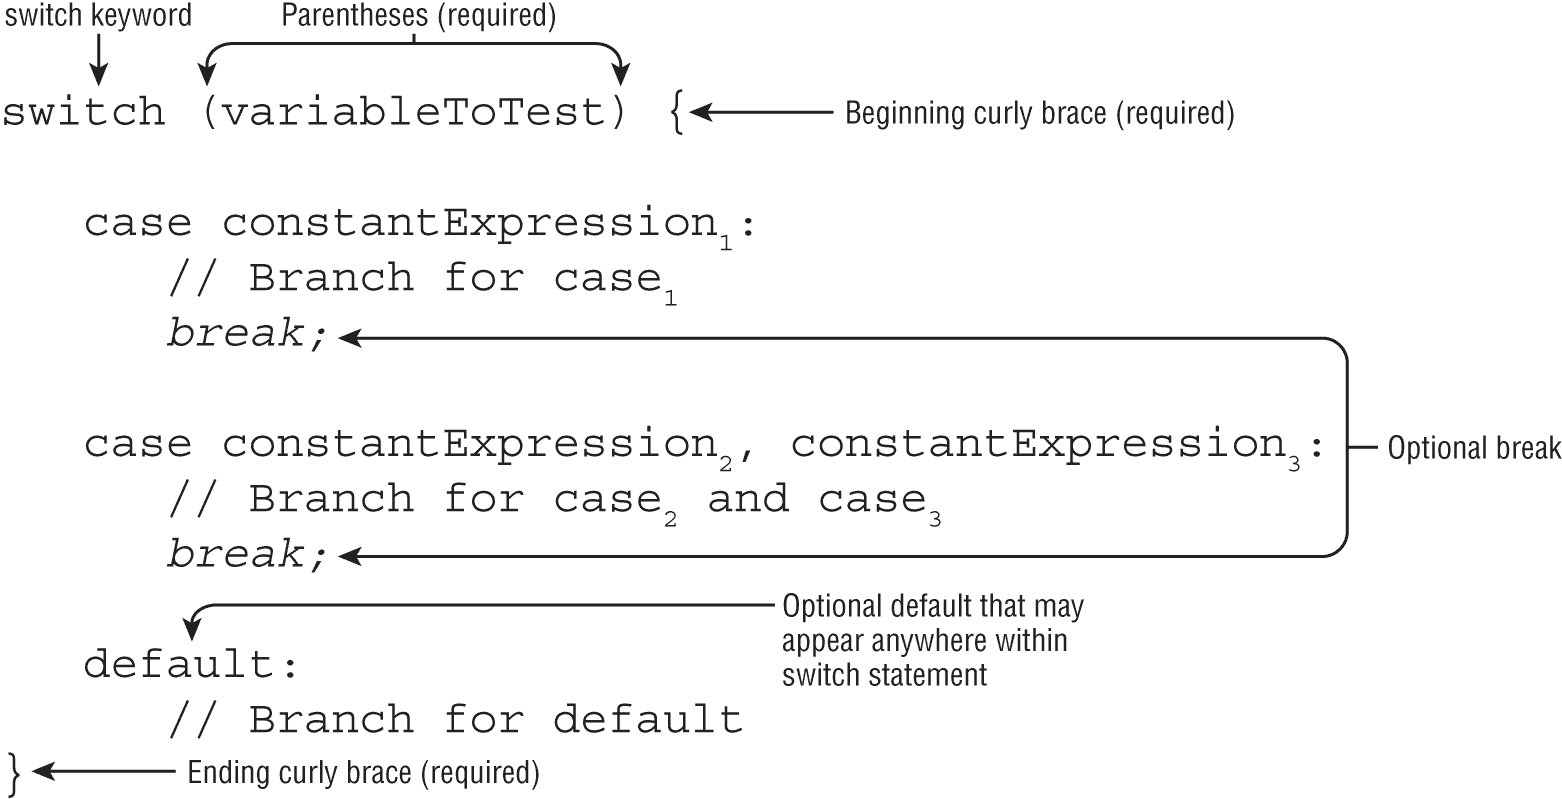 switch keyword
Parentheses (required)
switch (variableToTest) {
Beginning curly brace (required)
case constantExpression₁:
// Branch for case₁
break;
case constantExpression₂, constantExpression₃:
Optional break
// Branch for case₂ and case₃
break;
Optional default that may
appear anywhere within
switch statement
default:
// Branch for default
}
Ending curly brace (required)